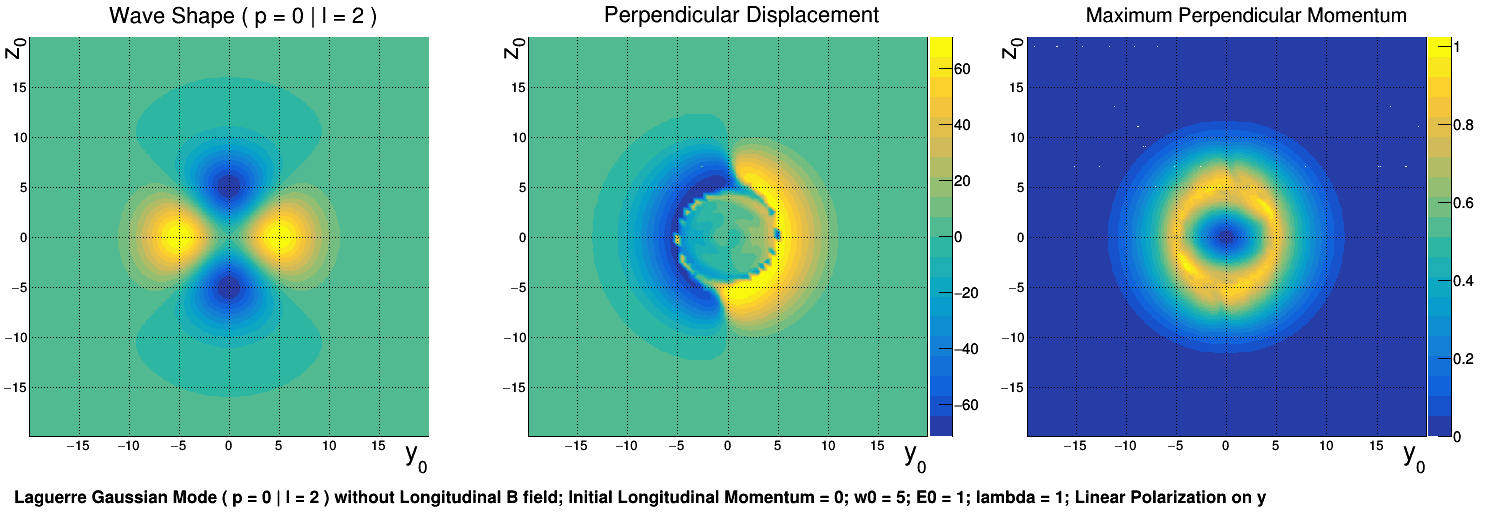 Wave Shape ( p = 0 | l = 2 )
Perpendicular Displacement
Maximum Perpendicular Momentum
z0
15
10
5
0
−5
−10
−15
−15 −10 −5 0 5 10 15
y0
z0
15
10
5
0
−5
−10
−15
−15 −10 −5 0 5 10 15
y0
60
40
20
0
−20
−40
−60
z0
15
10
5
0
−5
−10
−15
−15 −10 −5 0 5 10 15
y0
1
0.8
0.6
0.4
0.2
0
Laguerre Gaussian Mode ( p = 0 | l = 2 ) without Longitudinal B field; Initial Longitudinal Momentum = 0; w0 = 5; E0 = 1; lambda = 1; Linear Polarization on y